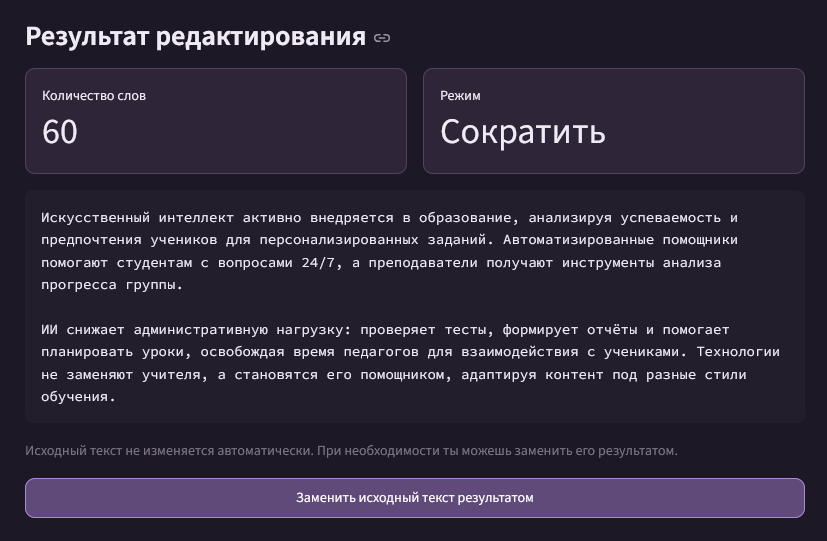 Результат редактирования
Количество слов
60
Режим
Сократить
Искусственный интеллект активно внедряется в образование, анализируя успеваемость и
предпочтения учеников для персонализированных заданий. Автоматизированные помощники
помогают студентам с вопросами 24/7, а преподаватели получают инструменты анализа
прогресса группы.
ИИ снижает административную нагрузку: проверяет тесты, формирует отчёты и помогает
планировать уроки, освобождая время педагогов для взаимодействия с учениками. Технологии
не заменяют учителя, а становятся его помощником, адаптируя контент под разные стили
обучения.
Исходный текст не изменяется автоматически. При необходимости ты можешь заменить его результатом.
Заменить исходный текст результатом